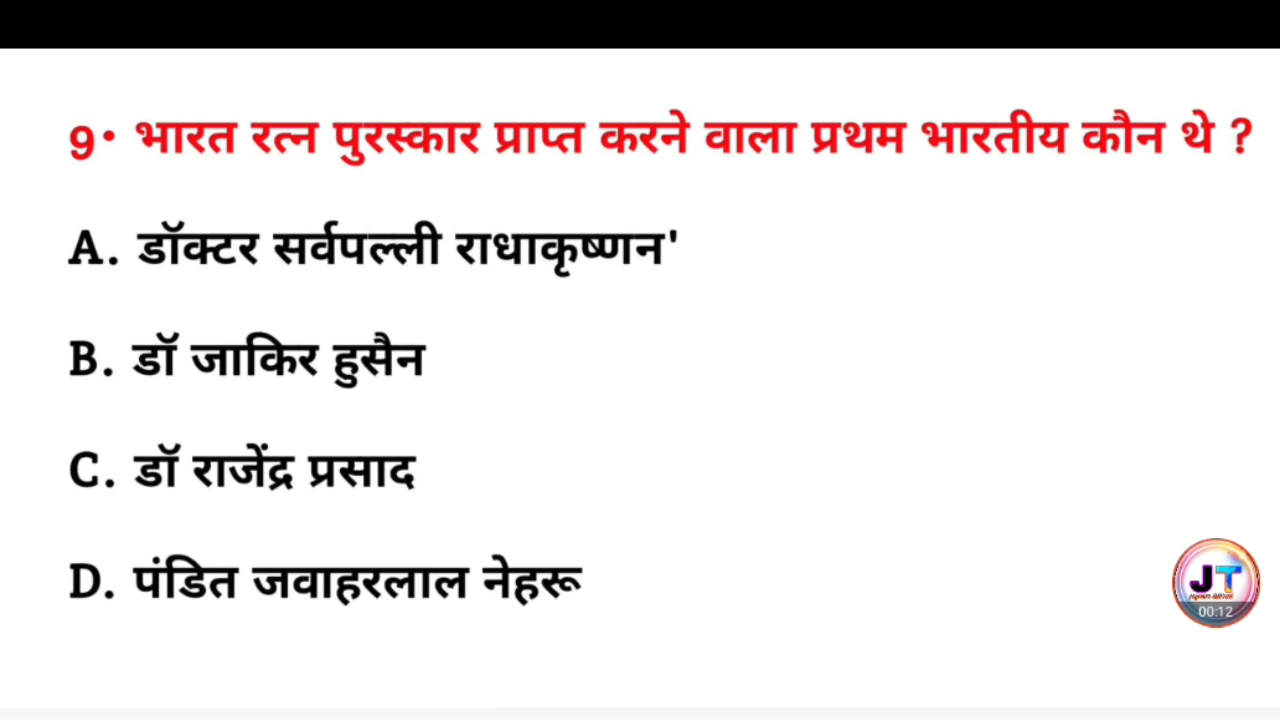 9• भारत रत्न पुरस्कार प्राप्त करने वाला प्रथम भारतीय कौन थे ?
A. डॉक्टर सर्वपल्ली राधाकृष्णन'
B. डॉ जाकिर हुसैन
C. डॉ राजेंद्र प्रसाद
D. पंडित जवाहरलाल नेहरू
JT
00:12